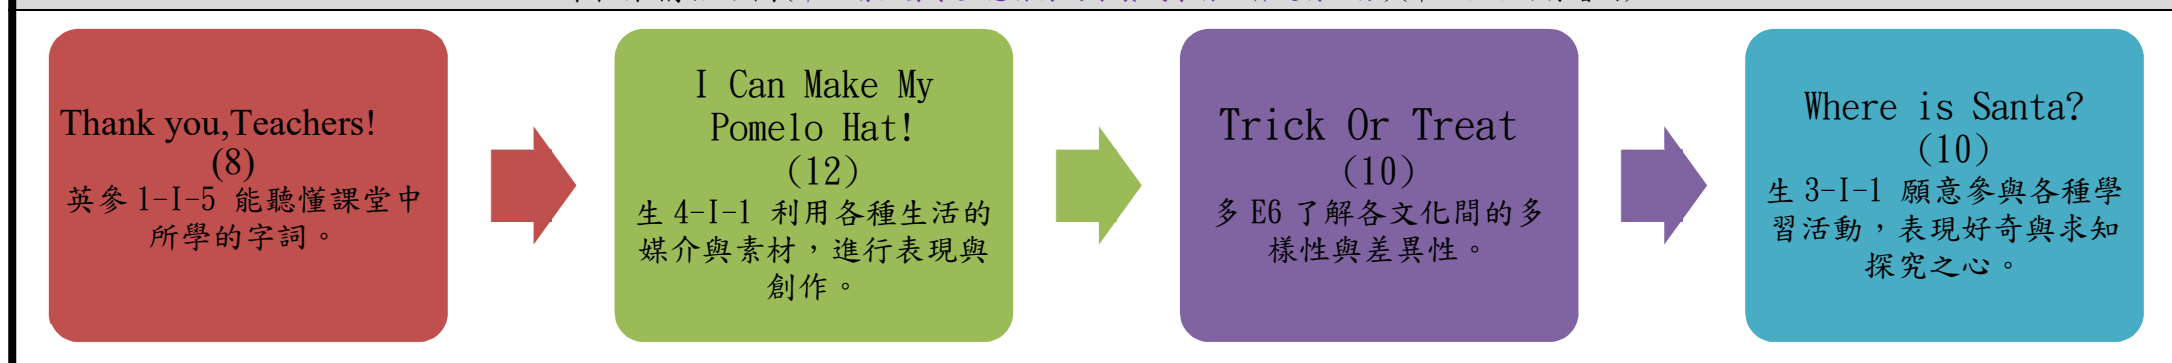 Thank you,Teachers!
(8)
英參 1-I-5 能聽懂課堂中
所學的字詞。
I Can Make My
Pomelo Hat!
(12)
生 4-I-1 利用各種生活的
媒介與素材，進行表現與
創作。
Trick Or Treat
(10)
多 E6 了解各文化間的多
樣性與差異性。
Where is Santa?
(10)
生 3-I-1 願意參與各種學
習活動，表現好奇與求知
探究之心。